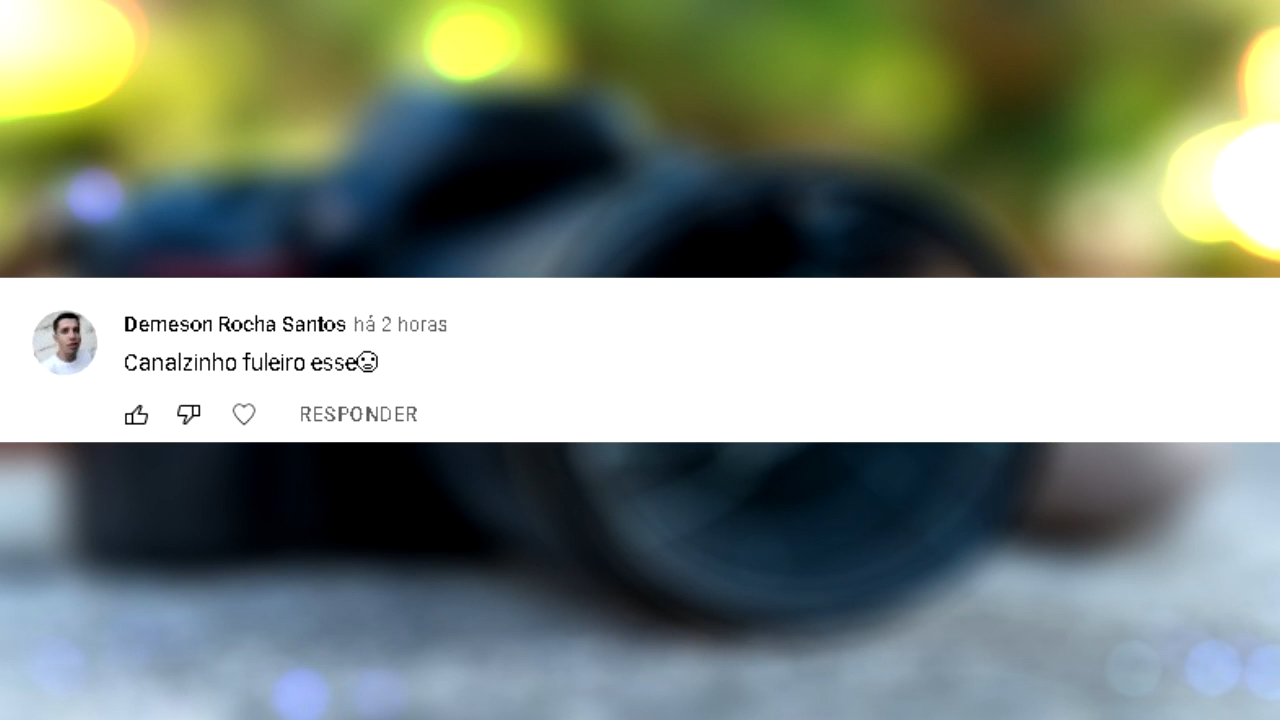 Demeson Rocha Santos há 2 horas
Canalzinho fuleiro esse😐
RESPONDER